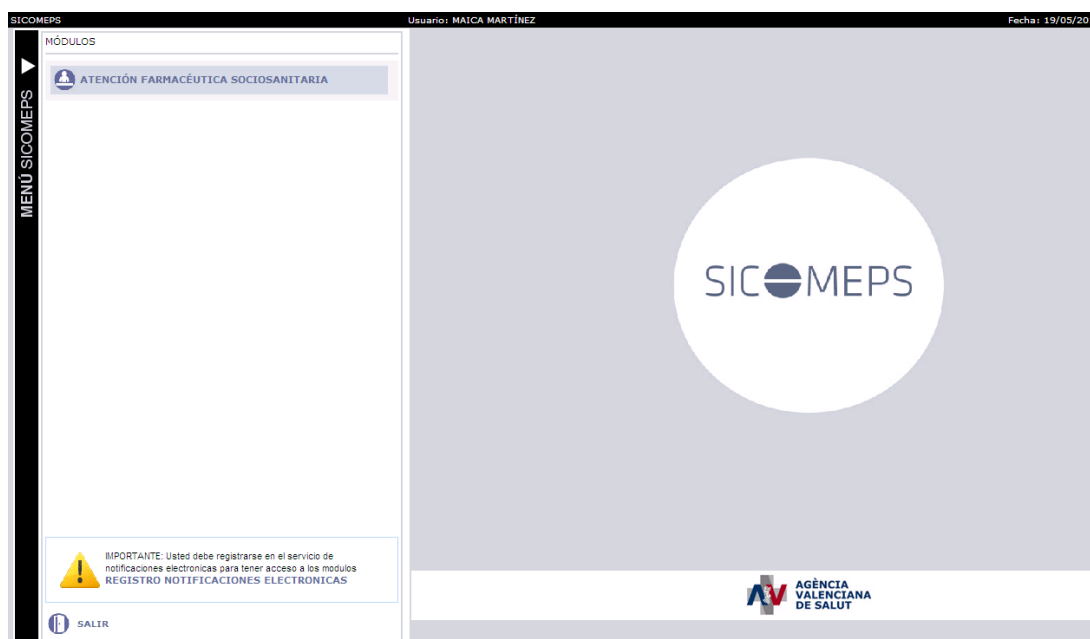 SICOMEPS
Usuario: MAICA MARTÍNEZ
Fecha: 19/05/20
MENÚ SICOMEPS
MÓDULOS
ATENCIÓN FARMACÉUTICA SOCIOSANITARIA
SICOMEPS
IMPORTANTE: Usted debe registrarse en el servicio de
notificaciones electronicas para tener acceso a los modulos
REGISTRO NOTIFICACIONES ELECTRONICAS
SALIR
AV
AGÈNCIA
VALENCIANA
DE SALUT